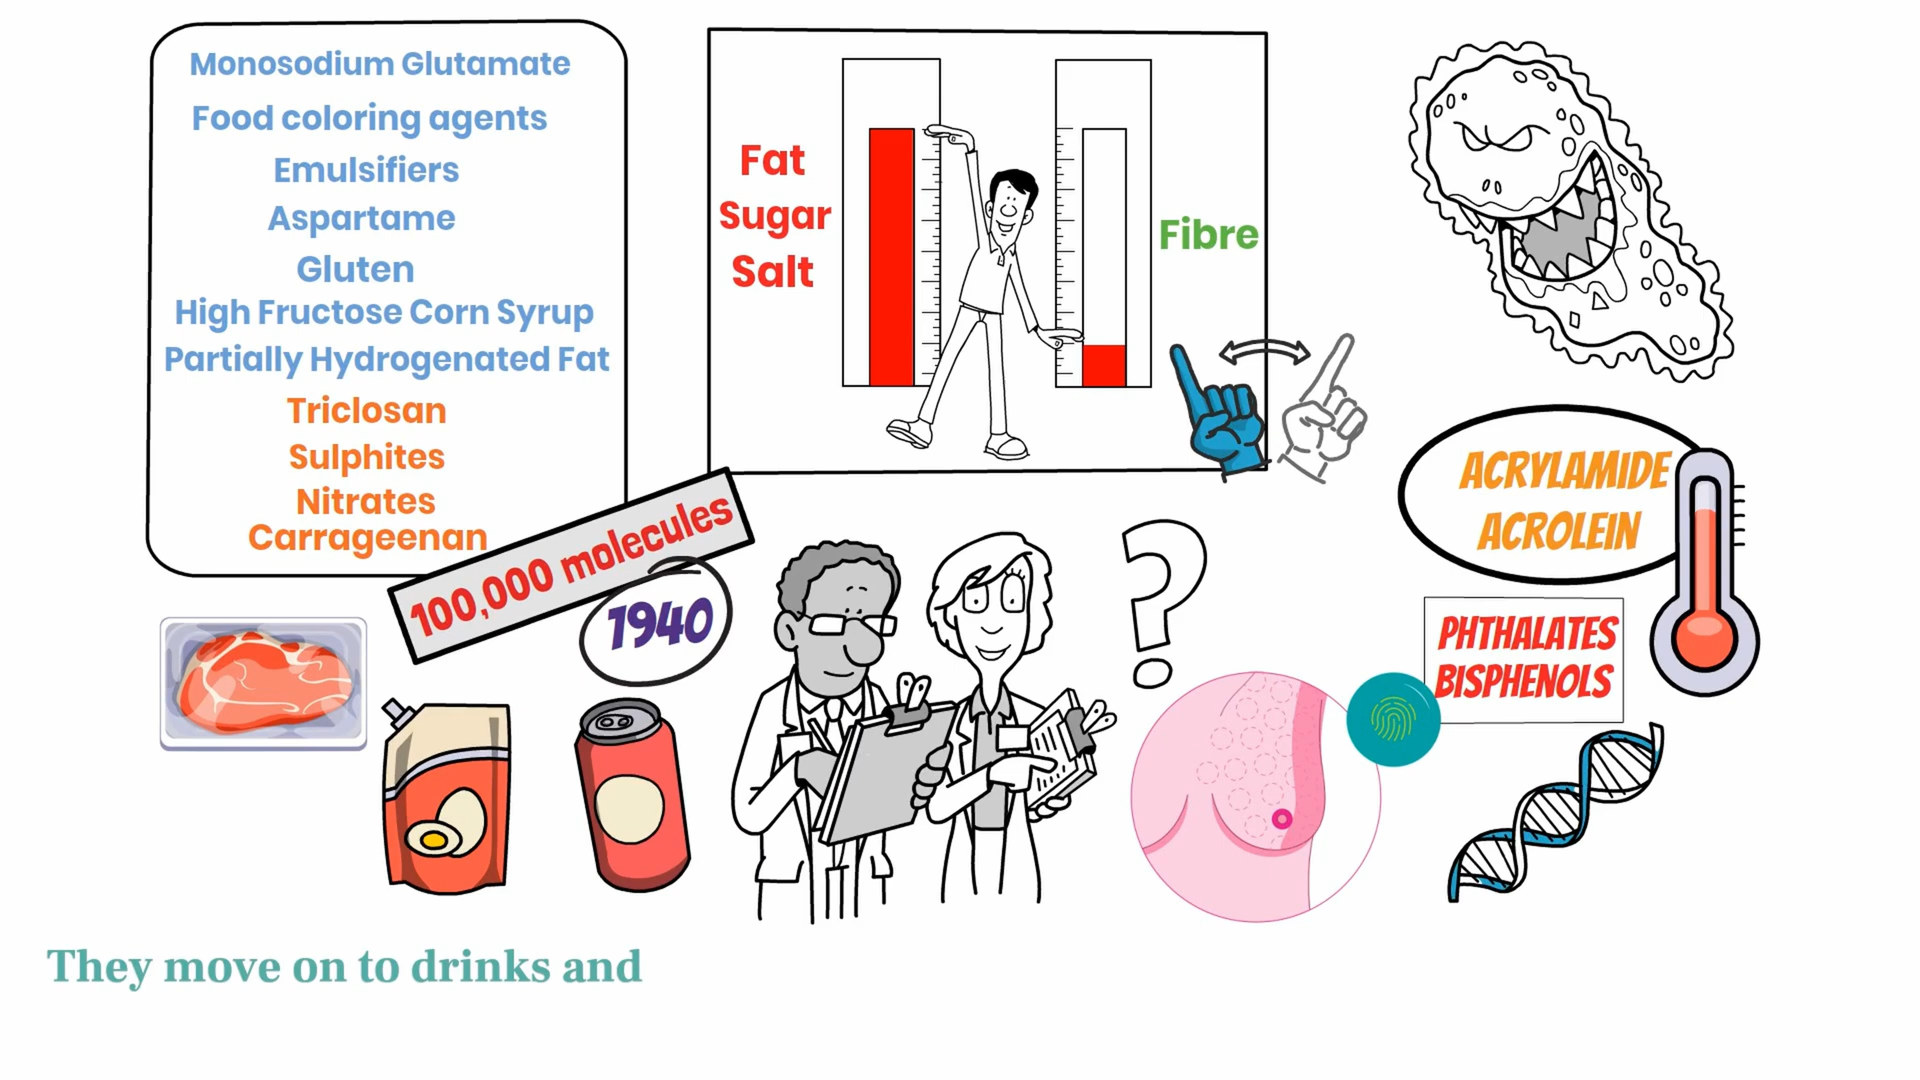 Monosodium Glutamate
Food coloring agents
Emulsifiers
Aspartame
Gluten
High Fructose Corn Syrup
Partially Hydrogenated Fat
Triclosan
Sulphites
Nitrates
Carrageenan
100,000 molecules
1940
Fat
Sugar
Salt
Fibre
?
ACRYLAMIDE
ACROLEIN
PHTHALATES
BISPHENOLS
They move on to drinks and